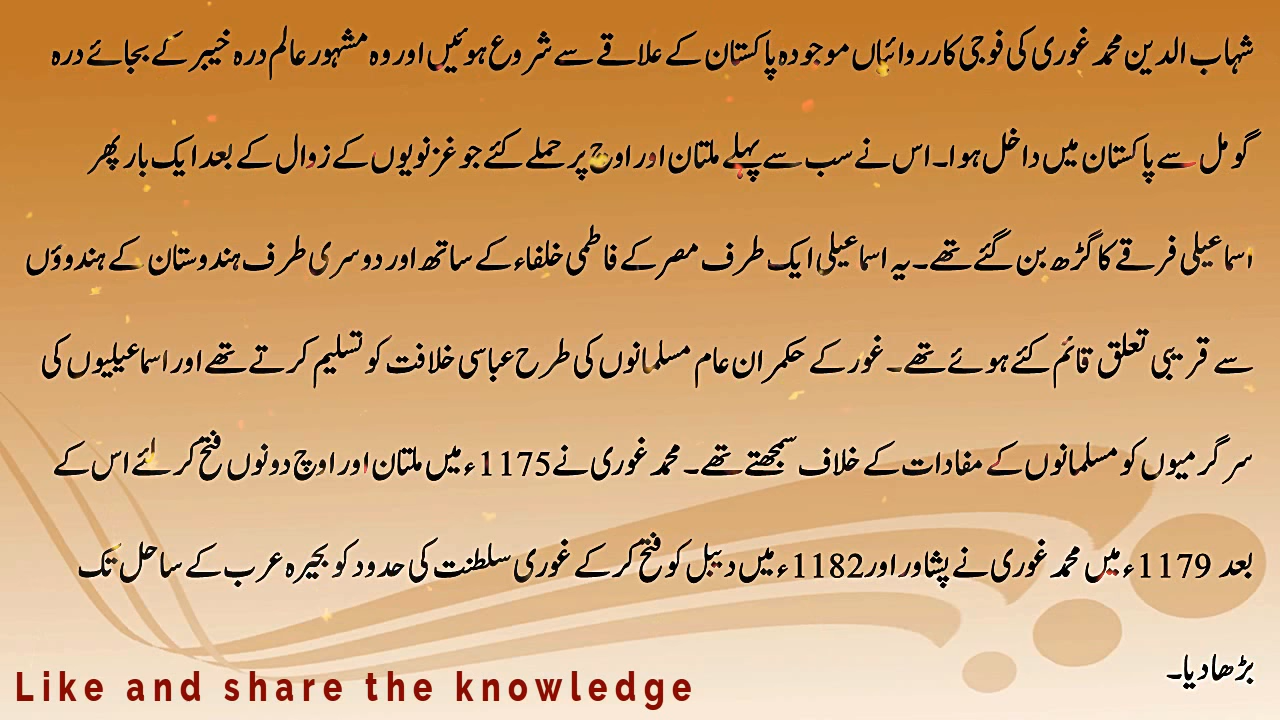 شہاب الدین محمد غوری کی فوجی کارروائیاں موجودہ پاکستان کے علاقے سے شروع ہوئیں اور وہ مشہور عالم درہ خیبر کے بجائے درہ
گومل سے پاکستان میں داخل ہوا۔ اس نے سب سے پہلے ملتان اور اوچ پر حملے کئے جو غزنویوں کے زوال کے بعد ایک بار پھر
اسماعیلی فرقے کا گڑھ بن گئے تھے۔ یہ اسماعیلی ایک طرف مصر کے فاطمی خلفاء کے ساتھ اور دوسری طرف ہندوستان کے ہندوؤں
سے قریبی تعلق قائم کئے ہوئے تھے۔ غور کے حکمران عام مسلمانوں کی طرح عباسی خلافت کو تسلیم کرتے تھے اور اسماعیلیوں کی
سرگرمیوں کو مسلمانوں کے مفادات کے خلاف سمجھتے تھے۔ محمد غوری نے 1175ء میں ملتان اور اوچ دونوں فتح کر لئے اس کے
بعد 1179ء میں محمد غوری نے پشاور اور 1182ء میں دیبل کو فتح کر کے غوری سلطنت کی حدود کو بحیرہ عرب کے ساحل تک
بڑھا دیا۔
Like and share the knowledge